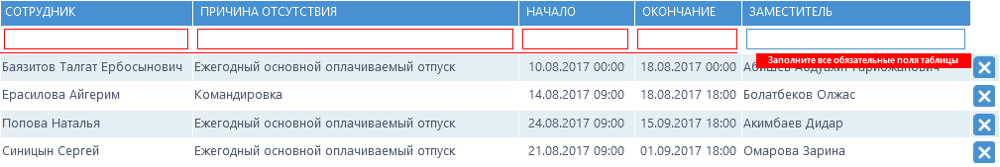 СОТРУДНИК ПРИЧИНА ОТСУТСТВИЯ НАЧАЛО ОКОНЧАНИЕ ЗАМЕСТИТЕЛЬ
Заполните все обязательные поля таблицы
Баязитов Талгат Ербосынович Ежегодный основной оплачиваемый отпуск 10.08.2017 00:00 18.08.2017 00:00
Ерасилова Айгерим Командировка 14.08.2017 09:00 18.08.2017 18:00 Болатбеков Олжас
Попова Наталья Ежегодный основной оплачиваемый отпуск 24.08.2017 09:00 15.09.2017 18:00 Акимбаев Дидар
Синицын Сергей Ежегодный основной оплачиваемый отпуск 21.08.2017 09:00 01.09.2017 18:00 Омарова Зарина